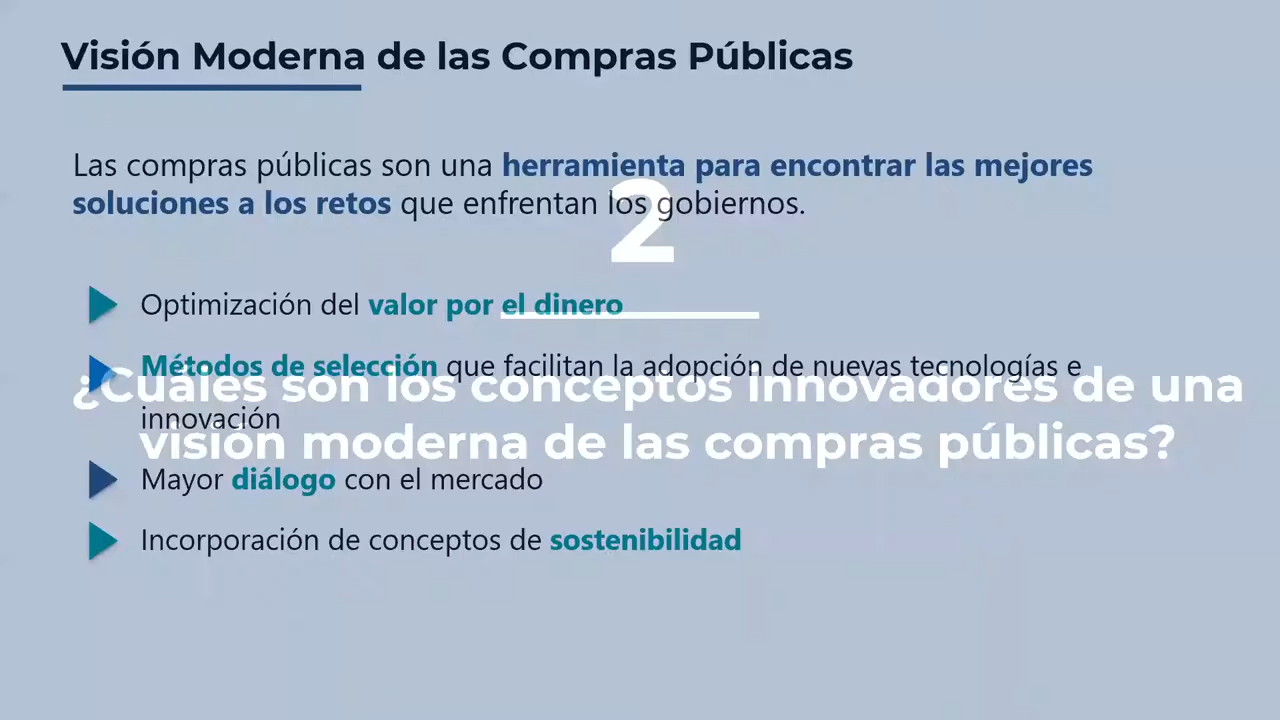 Visión Moderna de las Compras Públicas
Las compras públicas son una herramienta para encontrar las mejores
soluciones a los retos que enfrentan los gobiernos.
2
Optimización del valor por el dinero
Métodos de selección que facilitan la adopción de nuevas tecnologías e
innovación
¿Cuáles son los conceptos innovadores de una
visión moderna de las compras públicas?
Mayor diálogo con el mercado
Incorporación de conceptos de sostenibilidad